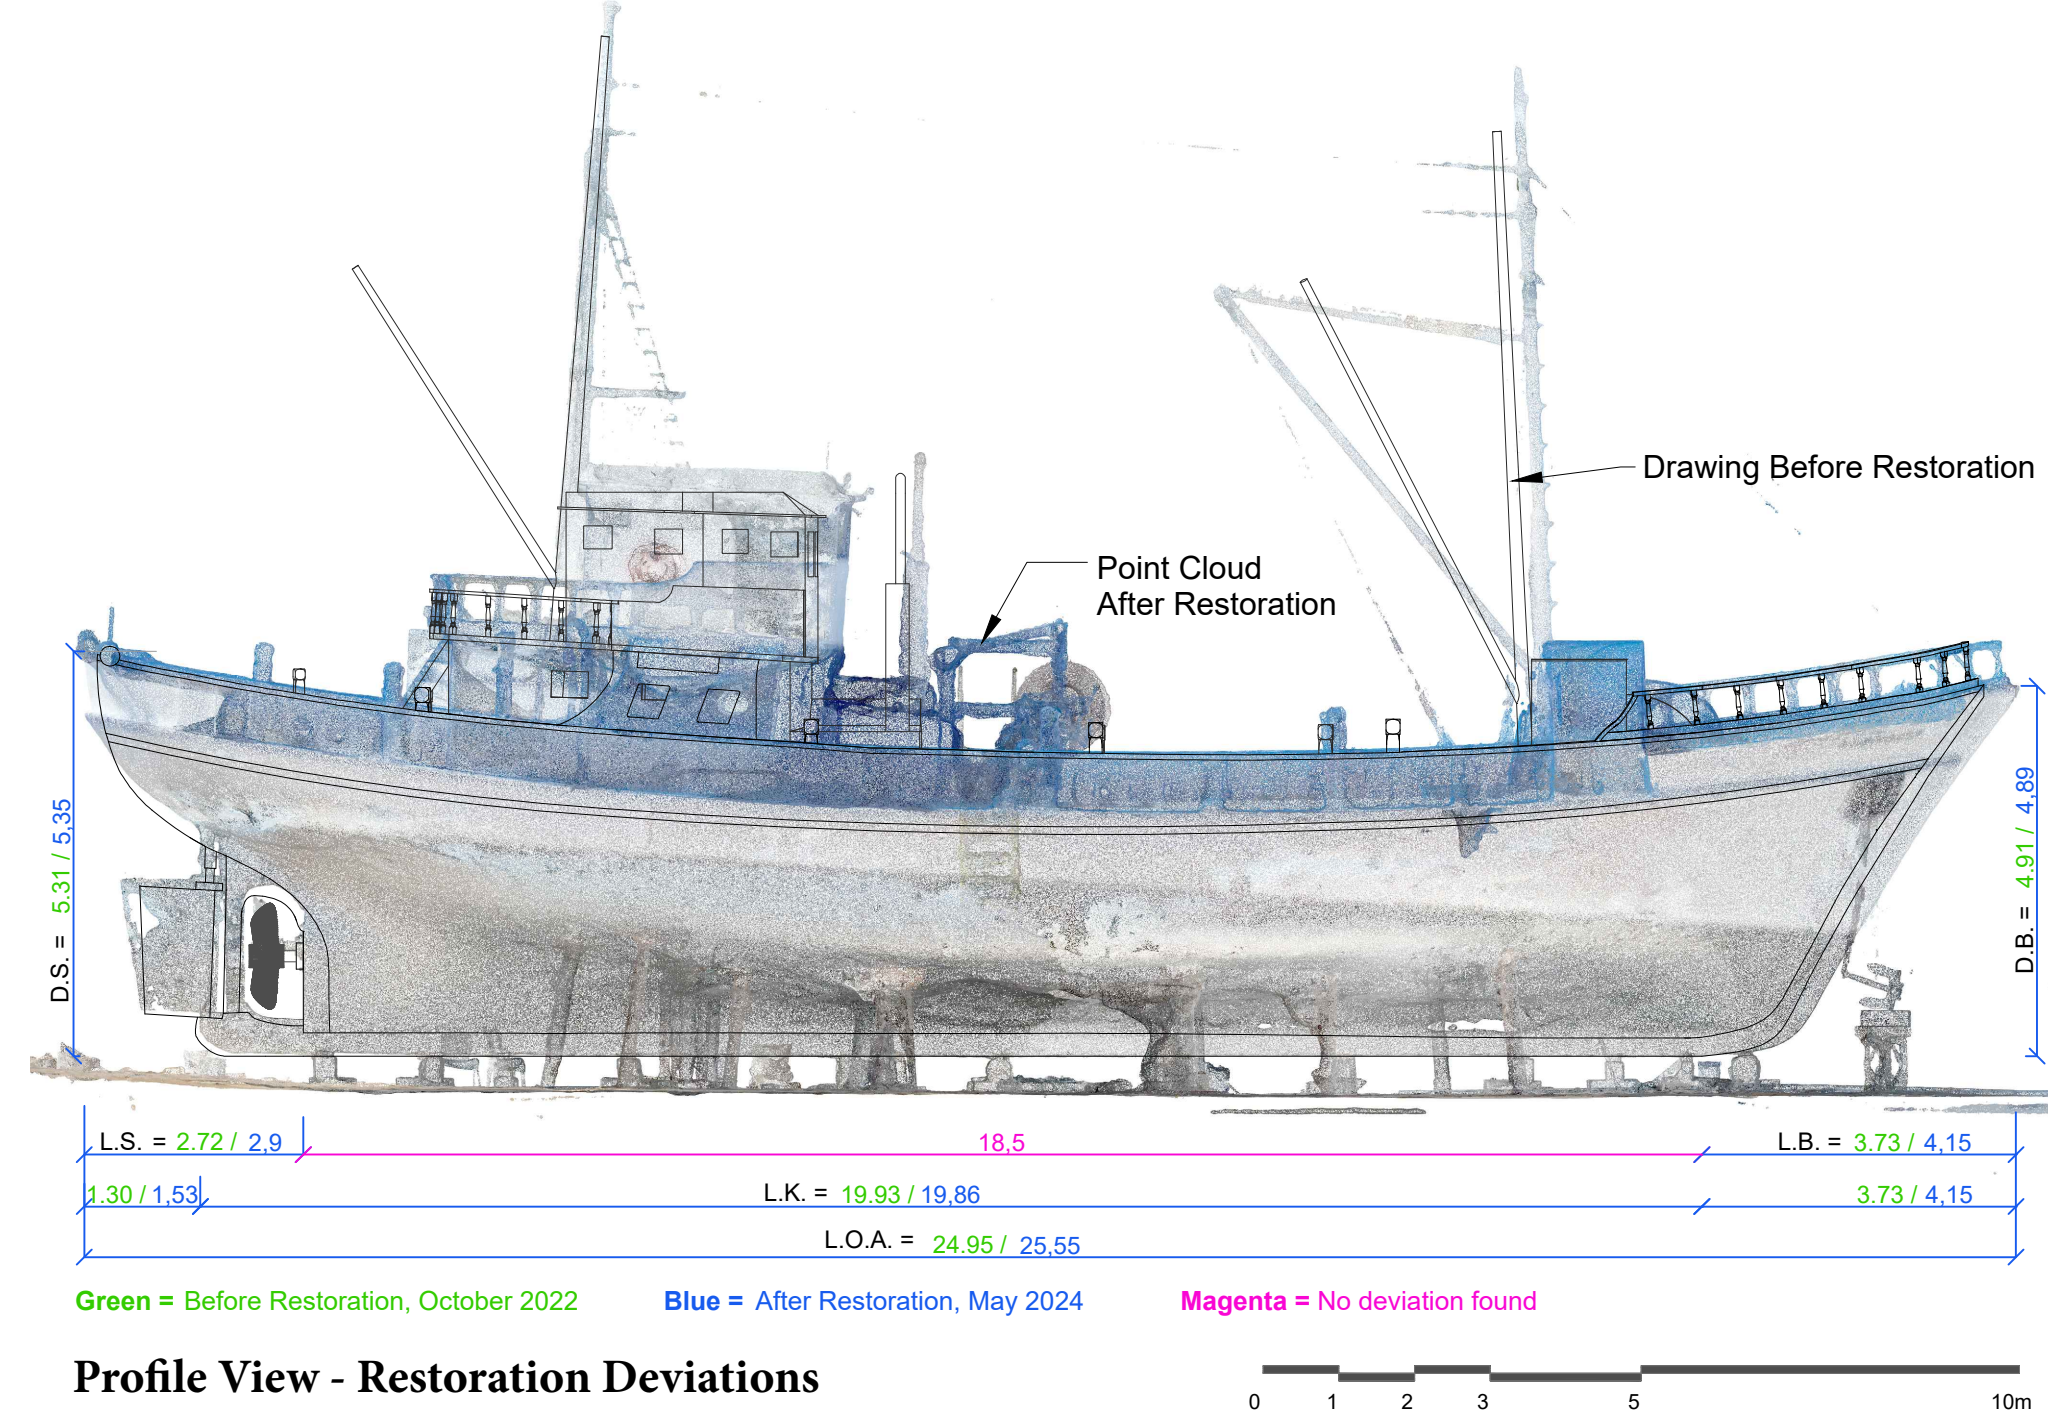 Drawing Before Restoration
Point Cloud
After Restoration
D.S. = 5.31 / 5,35
D.B. = 4.91 / 4,89
L.S. = 2.72 / 2,9
18,5
L.B. = 3.73 / 4,15
1.30 / 1,53
L.K. = 19.93 / 19,86
3.73 / 4,15
L.O.A. = 24.95 / 25,55
Green = Before Restoration, October 2022
Blue = After Restoration, May 2024
Magenta = No deviation found
Profile View - Restoration Deviations
0 1 2 3 5 10m